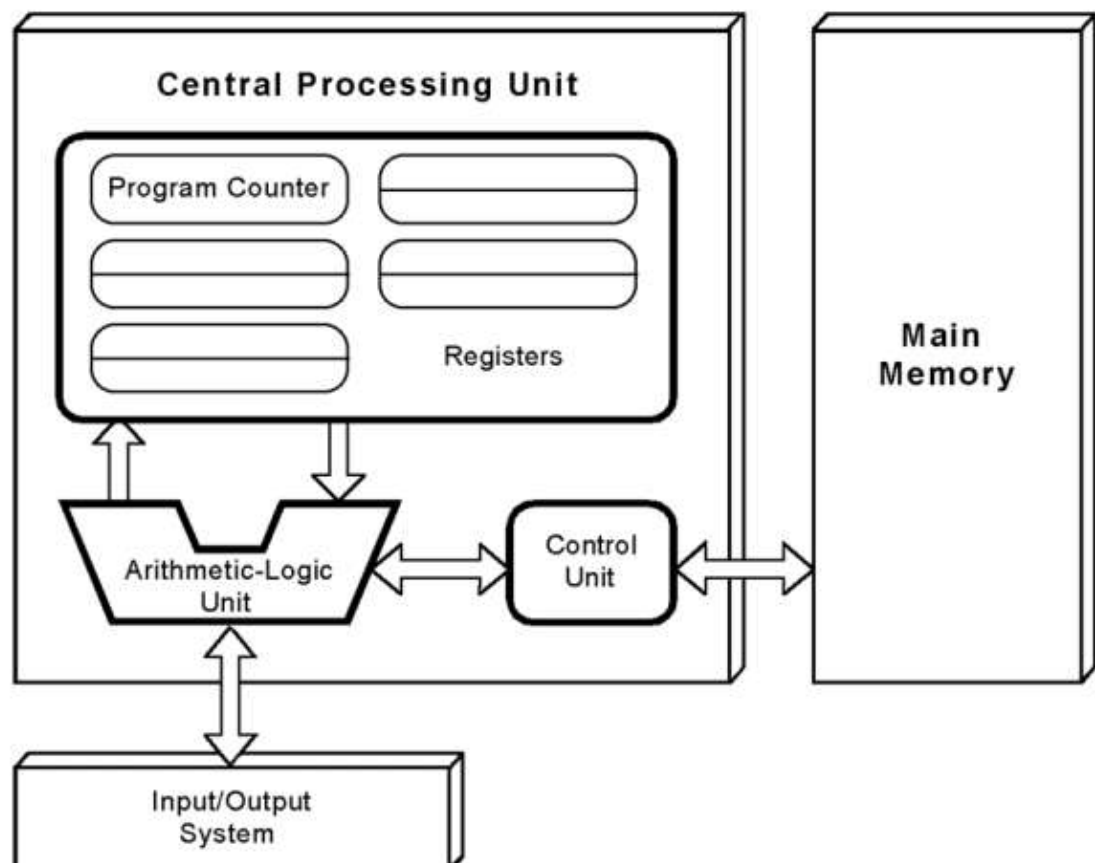 Central Processing Unit
Program Counter
Registers
Main
Memory
Arithmetic-Logic
Unit
Control
Unit
Input/Output
System